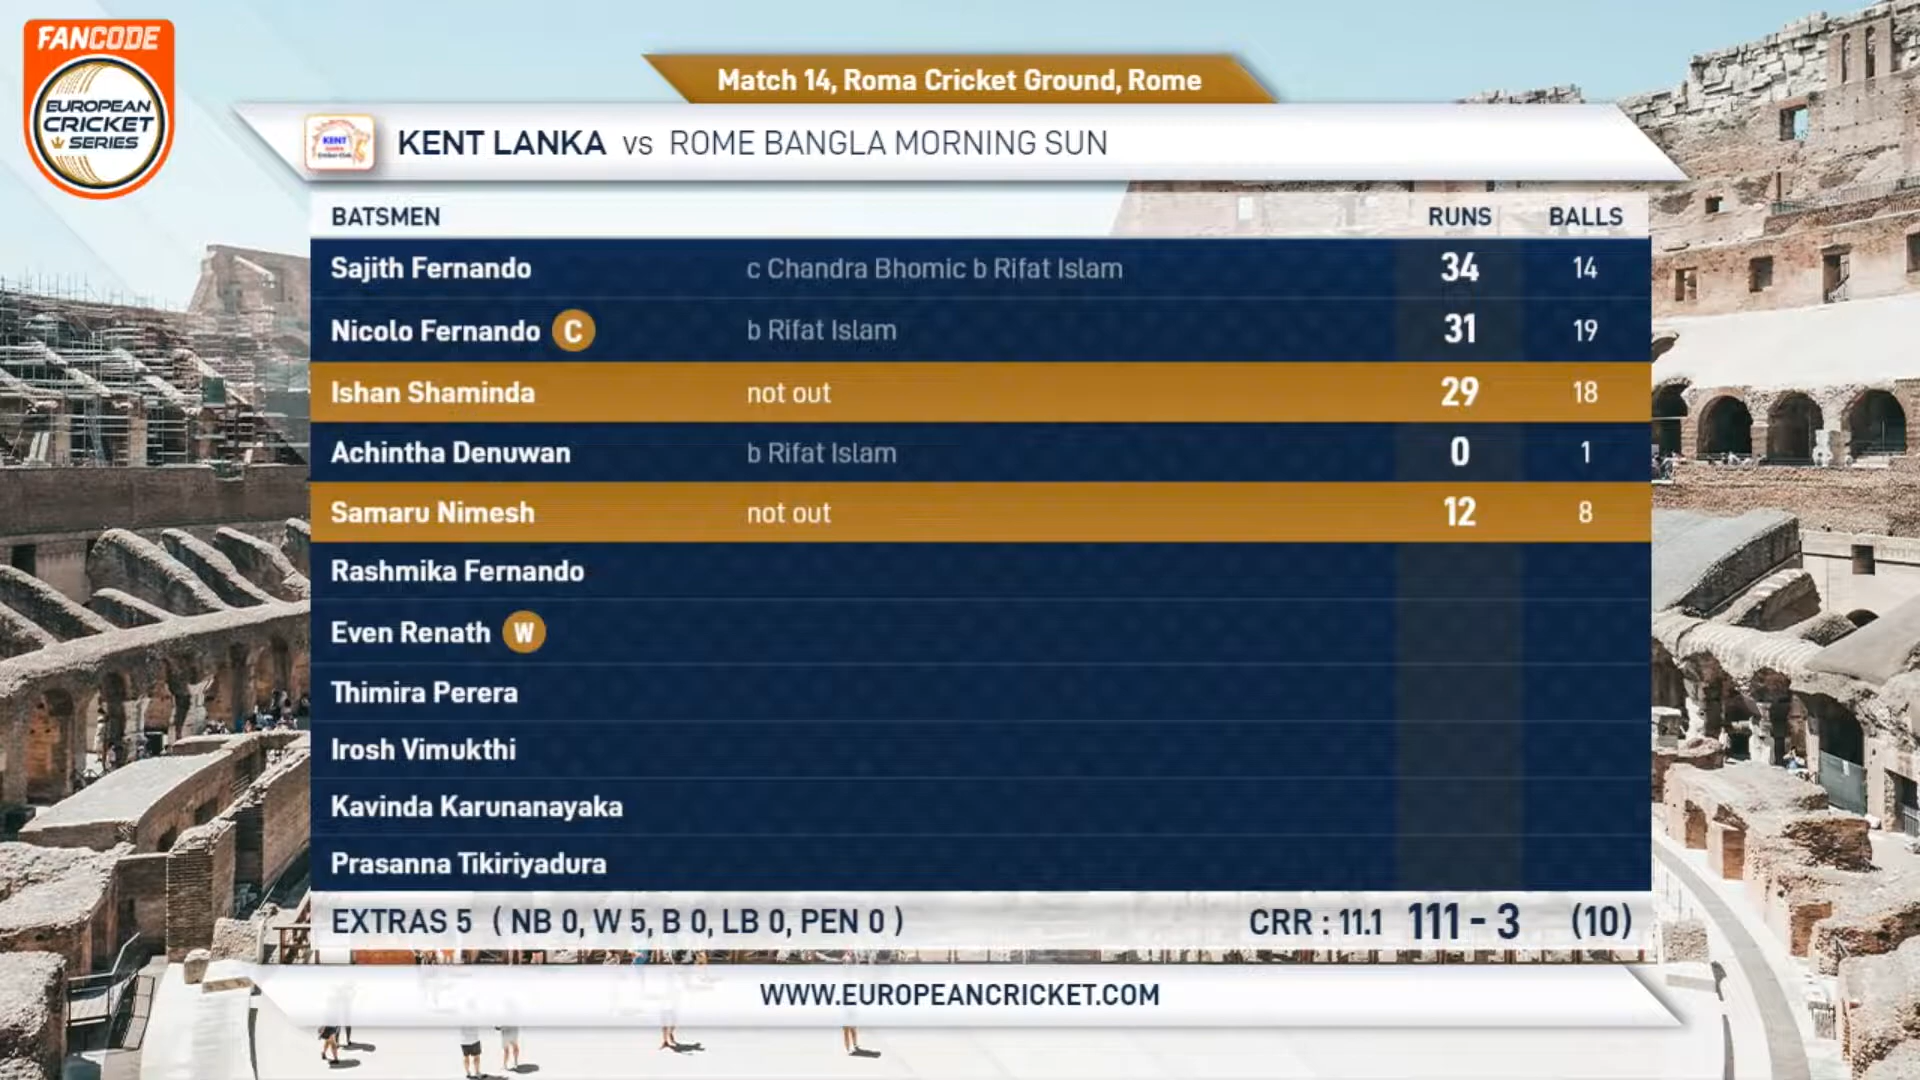 FANCODE
EUROPEAN
CRICKET
SERIES
Match 14, Roma Cricket Ground, Rome
KENT
KENT LANKA vs ROME BANGLA MORNING SUN
BATSMEN RUNS BALLS
Sajith Fernando c Chandra Bhomic b Rifat Islam 34 14
Nicolo Fernando C b Rifat Islam 31 19
Ishan Shaminda not out 29 18
Achintha Denuwan b Rifat Islam 0 1
Samaru Nimesh not out 12 8
Rashmika Fernando
Even Renath W
Thimira Perera
Irosh Vimukthi
Kavinda Karunanayaka
Prasanna Tikiriyadura
EXTRAS 5 ( NB 0, W 5, B 0, LB 0, PEN 0 ) CRR : 11.1 111 - 3 (10)
WWW.EUROPEANCRICKET.COM